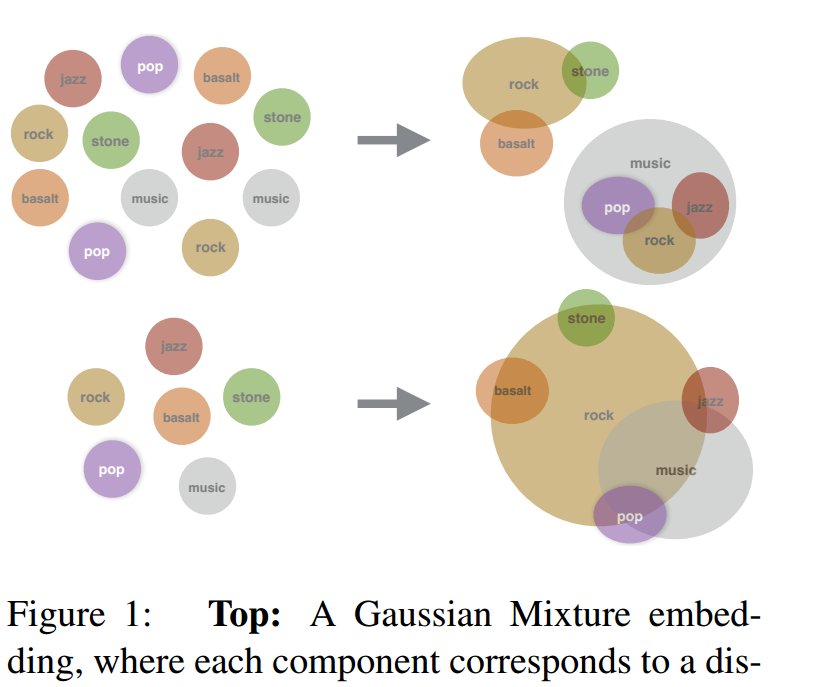 jazz
pop
basalt
stone
rock
stone
jazz
basalt
music
music
pop
rock
rock
stone
basalt
music
pop
jazz
rock
jazz
rock
basalt
stone
pop
music
stone
basalt
rock
jazz
music
pop
Figure 1: Top: A Gaussian Mixture embed-
ding, where each component corresponds to a dis-